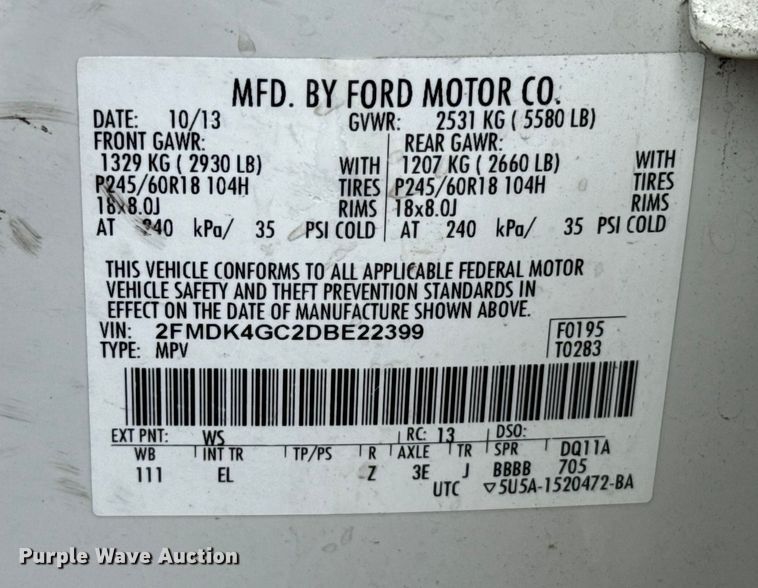 MFD. BY FORD MOTOR CO.
DATE: 10/13 GVWR: 2531 KG ( 5580 LB)
FRONT GAWR: REAR GAWR:
1329 KG ( 2930 LB) WITH 1207 KG ( 2660 LB) WITH
P245/60R18 104H TIRES P245/60R18 104H TIRES
18x8.0J RIMS 18x8.0J RIMS
AT 240 kPa/ 35 PSI COLD AT 240 kPa/ 35 PSI COLD
THIS VEHICLE CONFORMS TO ALL APPLICABLE FEDERAL MOTOR
VEHICLE SAFETY AND THEFT PREVENTION STANDARDS IN
EFFECT ON THE DATE OF MANUFACTURE SHOWN ABOVE.
VIN: 2FMDK4GC2DBE22399 F0195
TYPE: MPV T0283
EXT PNT: WS RC: 13 DSO:
WB INT TR TP/PS R AXLE TR SPR DQ11A
111 EL Z 3E J BBBB 705
UTC ▽5U5A-1520472-BA
Purple Wave Auction